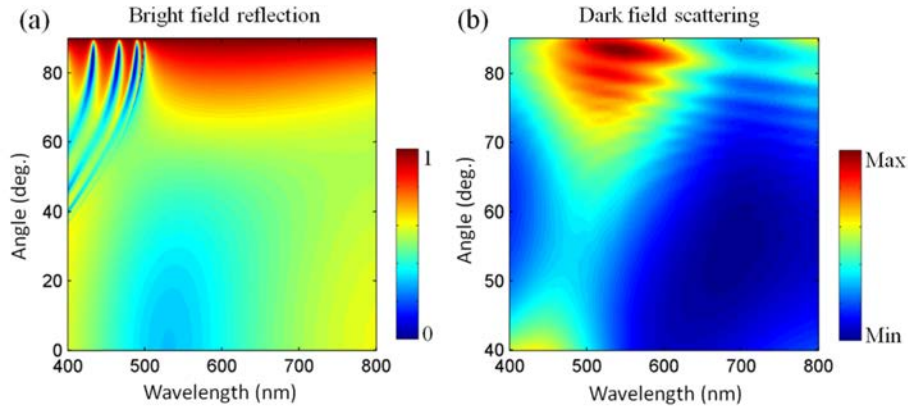 Bright field reflection
Dark field scattering
(a)
(b)
80
60
40
20
0
Angle (deg.)
400
500
600
700
800
Wavelength (nm)
1
0
80
70
60
50
40
Angle (deg.)
400
500
600
700
800
Wavelength (nm)
Max
Min